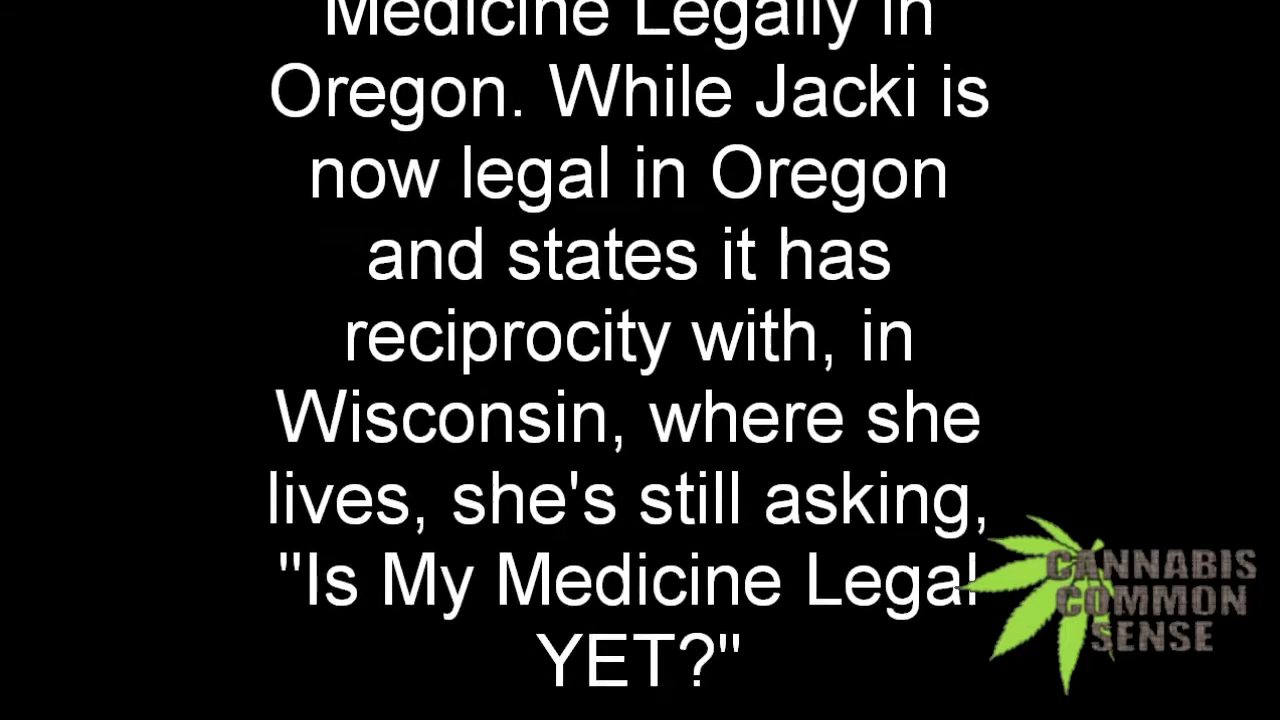 Medicine Legally in
Oregon. While Jacki is
now legal in Oregon
and states it has
reciprocity with, in
Wisconsin, where she
lives, she's still asking,
"Is My Medicine Legal
YET?"
CANNABIS
COMMON
SENSE